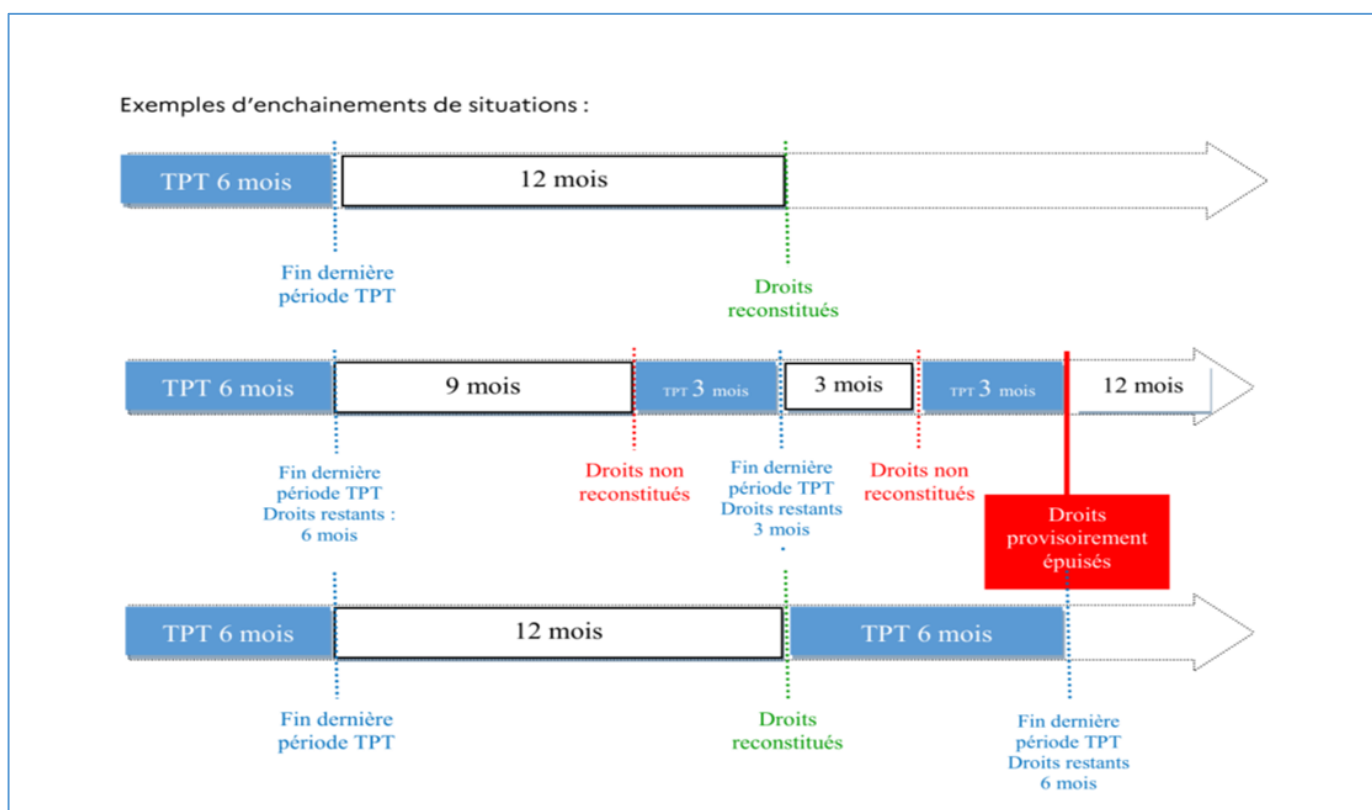 Exemples d'enchainements de situations :
TPT 6 mois
12 mois
Fin dernière
période TPT
Droits
reconstitués
TPT 6 mois
9 mois
TPT 3 mois
3 mois
TPT 3 mois
12 mois
Fin dernière
période TPT
Droits restants :
6 mois
Droits non
reconstitués
Fin dernière
période TPT
Droits restants
3 mois
Droits non
reconstitués
Droits
provisoirement
épuisés
TPT 6 mois
12 mois
TPT 6 mois
Fin dernière
période TPT
Droits
reconstitués
Fin dernière
période TPT
Droits restants
6 mois